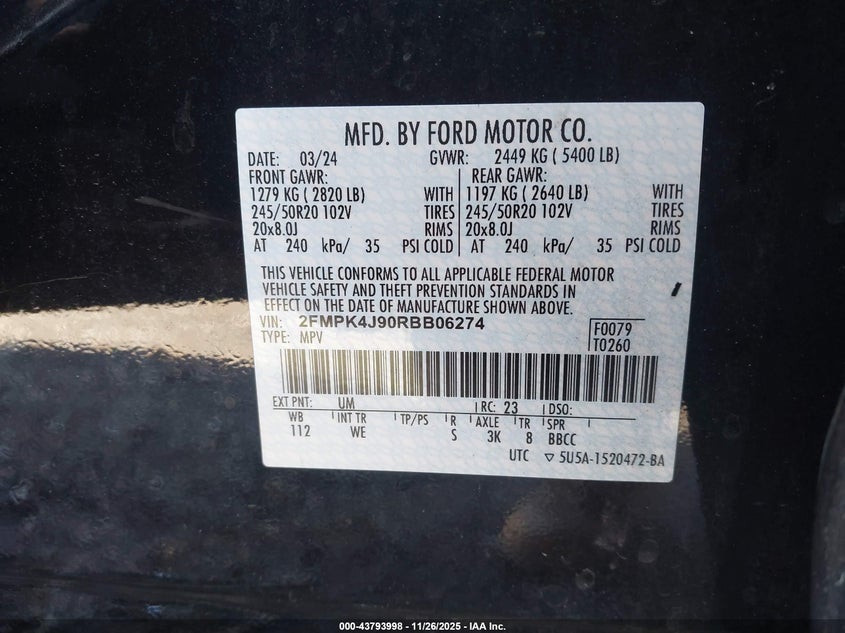 MFD. BY FORD MOTOR CO.
DATE: 03/24 GVWR: 2449 KG ( 5400 LB)
FRONT GAWR: REAR GAWR:
1279 KG ( 2820 LB) WITH 1197 KG ( 2640 LB) WITH
245/50R20 102V TIRES 245/50R20 102V TIRES
20x8.0J RIMS 20x8.0J RIMS
AT 240 kPa/ 35 PSI COLD AT 240 kPa/ 35 PSI COLD
THIS VEHICLE CONFORMS TO ALL APPLICABLE FEDERAL MOTOR
VEHICLE SAFETY AND THEFT PREVENTION STANDARDS IN
EFFECT ON THE DATE OF MANUFACTURE SHOWN ABOVE.
VIN: 2FMPK4J90RBB06274 F0079
TYPE: MPV T0260
EXT PNT: UM RC: 23 DSO:
WB INT TR TP/PS R AXLE TR SPR
112 WE S 3K 8 BBCC
UTC ▽ 5U5A-1520472-BA
000-43793998 - 11/26/2025 - IAA Inc.